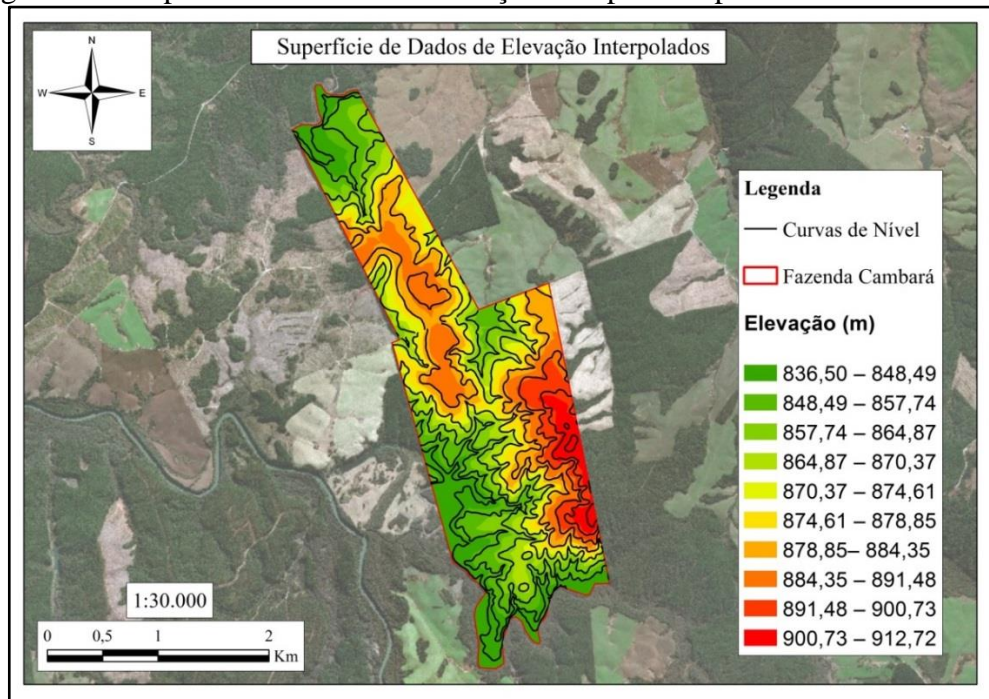 Superfície de Dados de Elevação Interpolados
N
W E
S
Legenda
Curvas de Nível
Fazenda Cambará
Elevação (m)
836,50 – 848,49
848,49 – 857,74
857,74 – 864,87
864,87 – 870,37
870,37 – 874,61
874,61 – 878,85
878,85– 884,35
884,35 – 891,48
891,48 – 900,73
900,73 – 912,72
1:30.000
0 0,5 1 2
Km